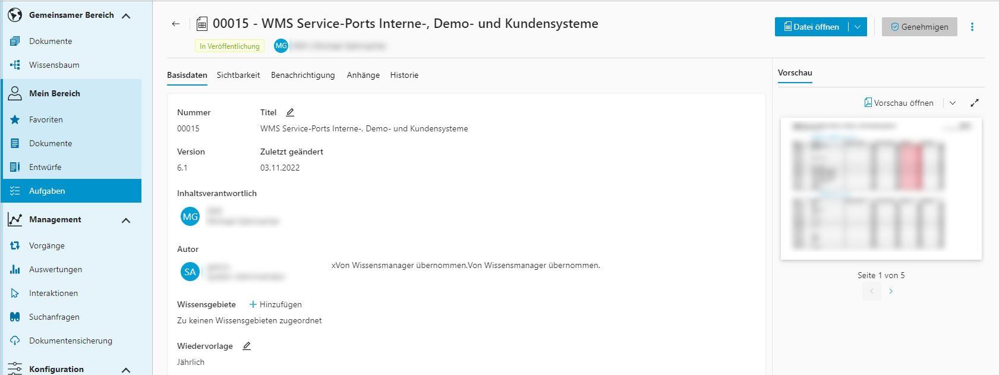 Gemeinsamer Bereich
Dokumente
Wissensbaum
Mein Bereich
Favoriten
Dokumente
Entwürfe
Aufgaben
Management
Vorgänge
Auswertungen
Interaktionen
Suchanfragen
Dokumentensicherung
Konfiguration
00015 - WMS Service-Ports Interne-, Demo- und Kundensysteme
Datei öffnen
Genehmigen
In Veröffentlichung
MG
Basisdaten Sichtbarkeit Benachrichtigung Anhänge Historie
Nummer Titel
00015 WMS Service-Ports Interne-, Demo- und Kundensysteme
Version Zuletzt geändert
6.1 03.11.2022
Inhaltsverantwortlich
MG
Autor
SA
xVon Wissensmanager übernommen.Von Wissensmanager übernommen.
Wissensgebiete Hinzufügen
Zu keinen Wissensgebieten zugeordnet
Wiedervorlage
Jährlich
Vorschau
Vorschau öffnen
Seite 1 von 5